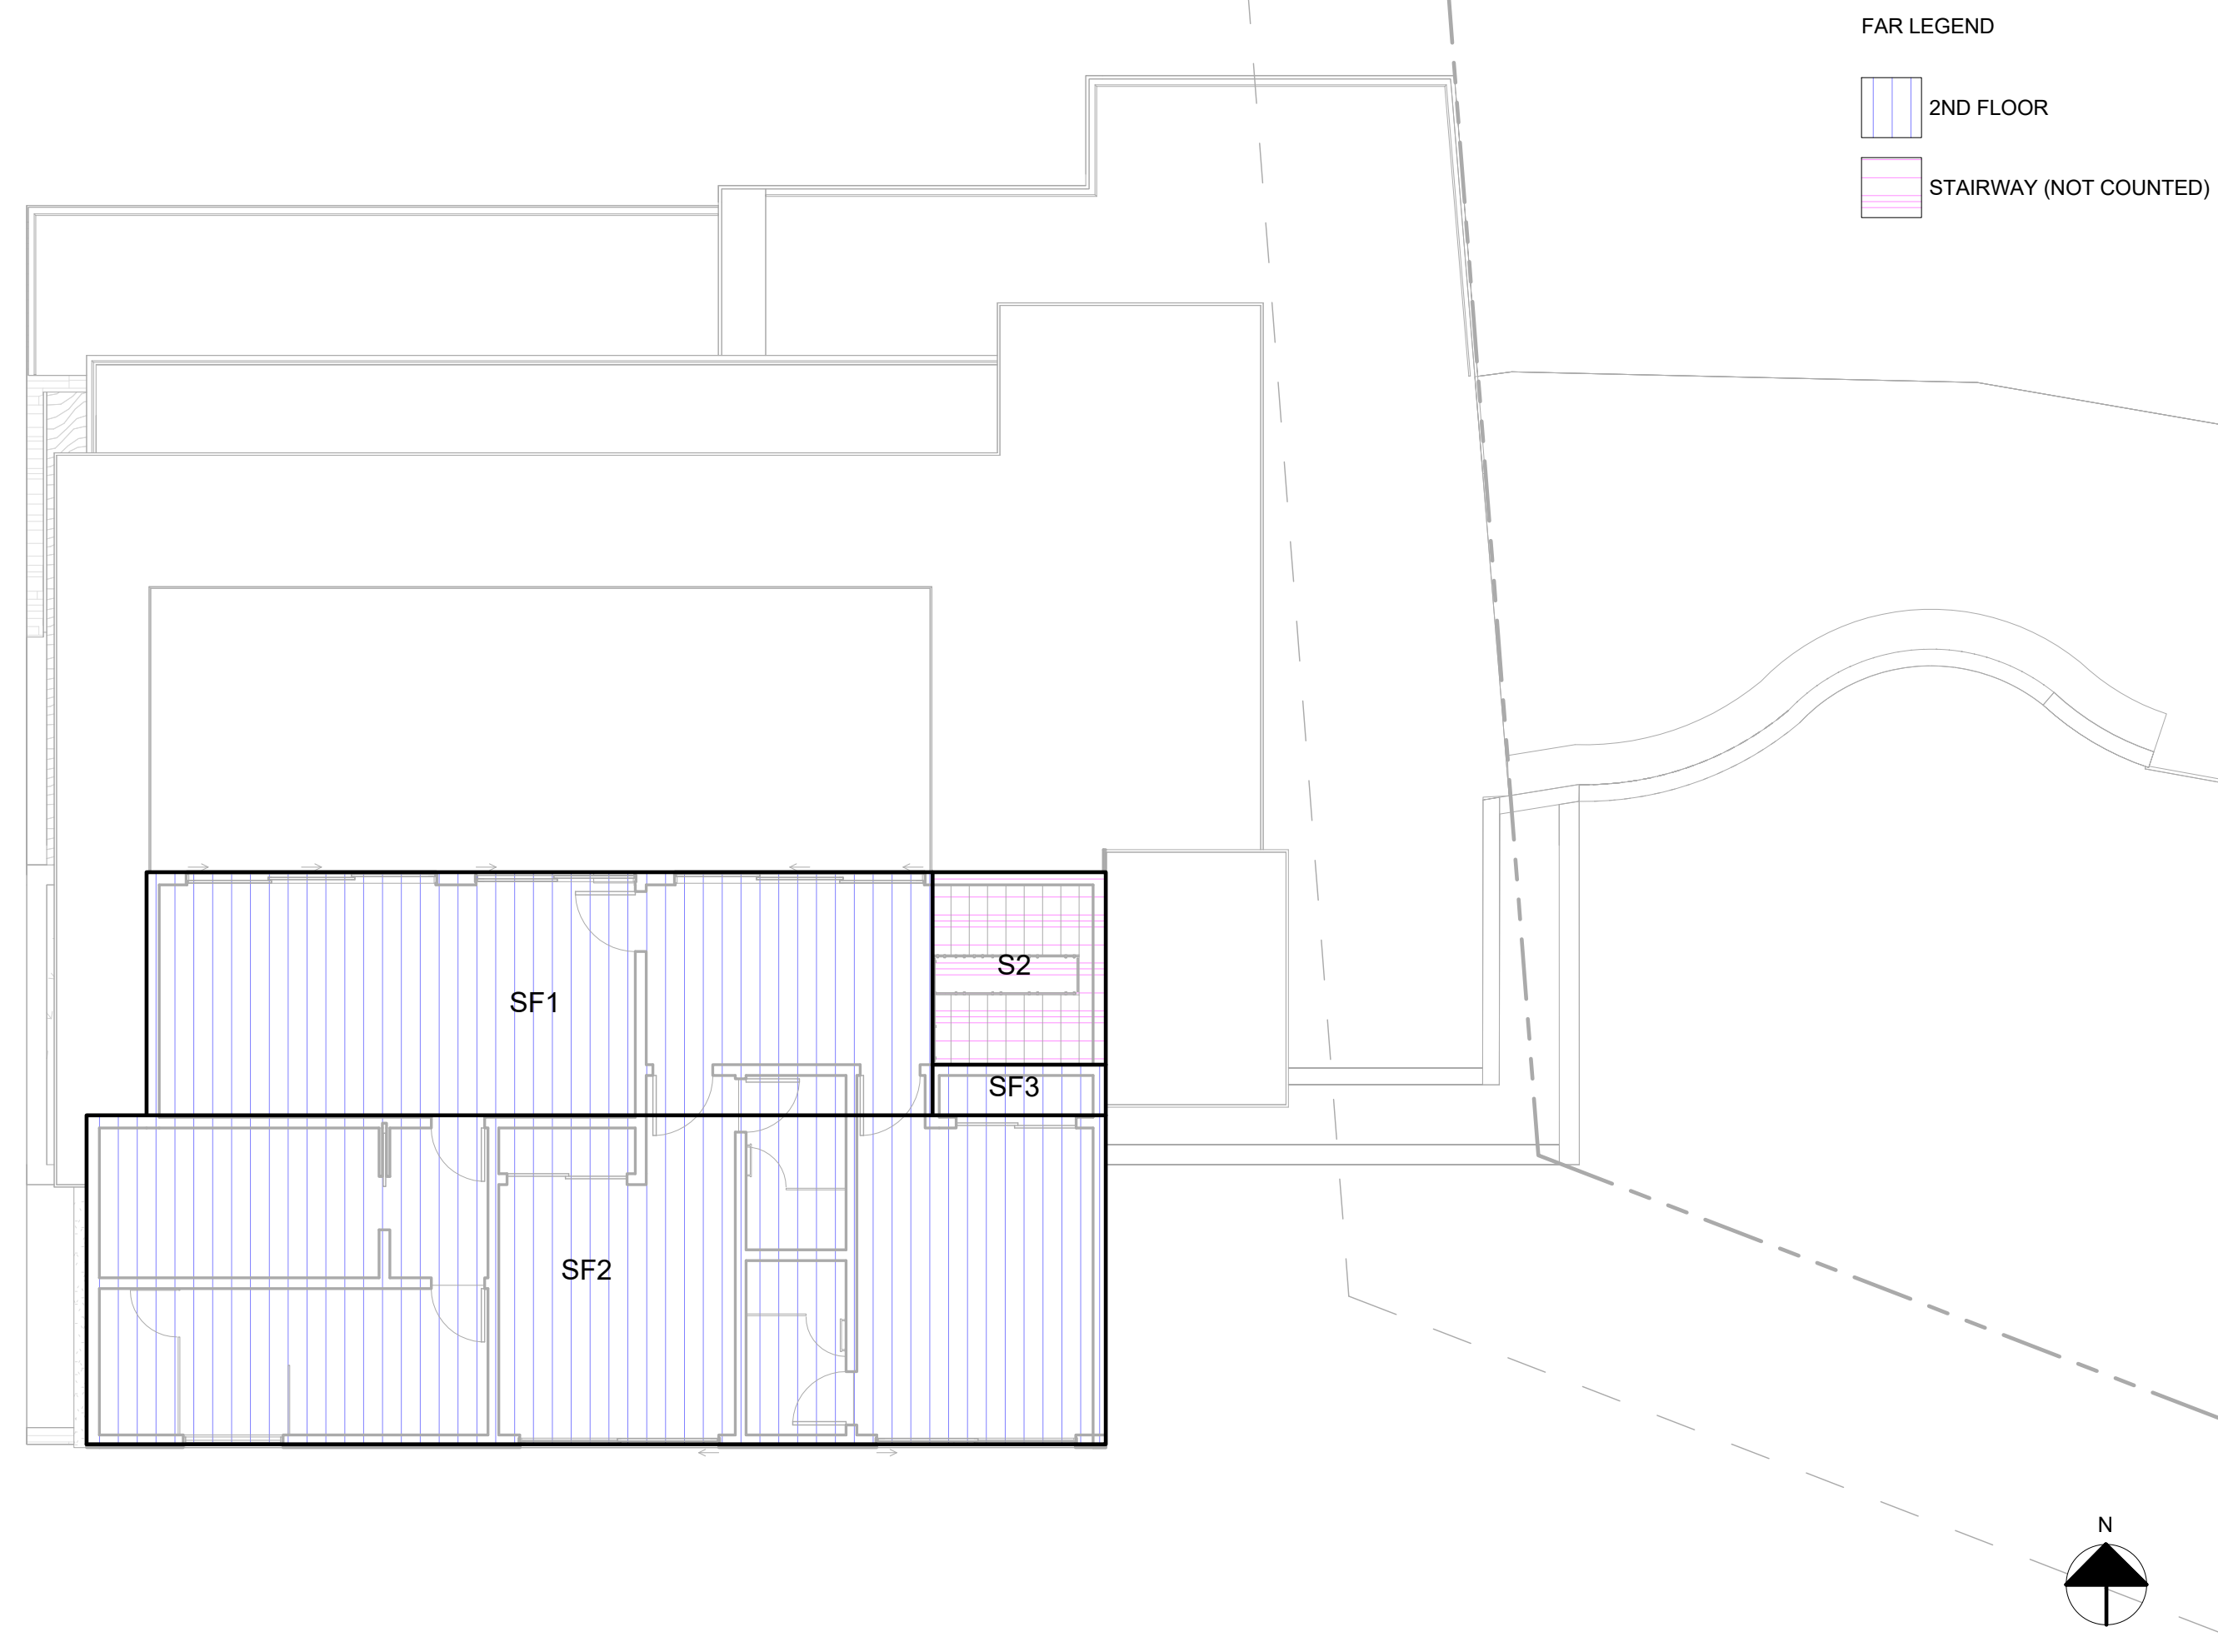 FAR LEGEND
2ND FLOOR
STAIRWAY (NOT COUNTED)
S2
SF1
SF3
SF2
N